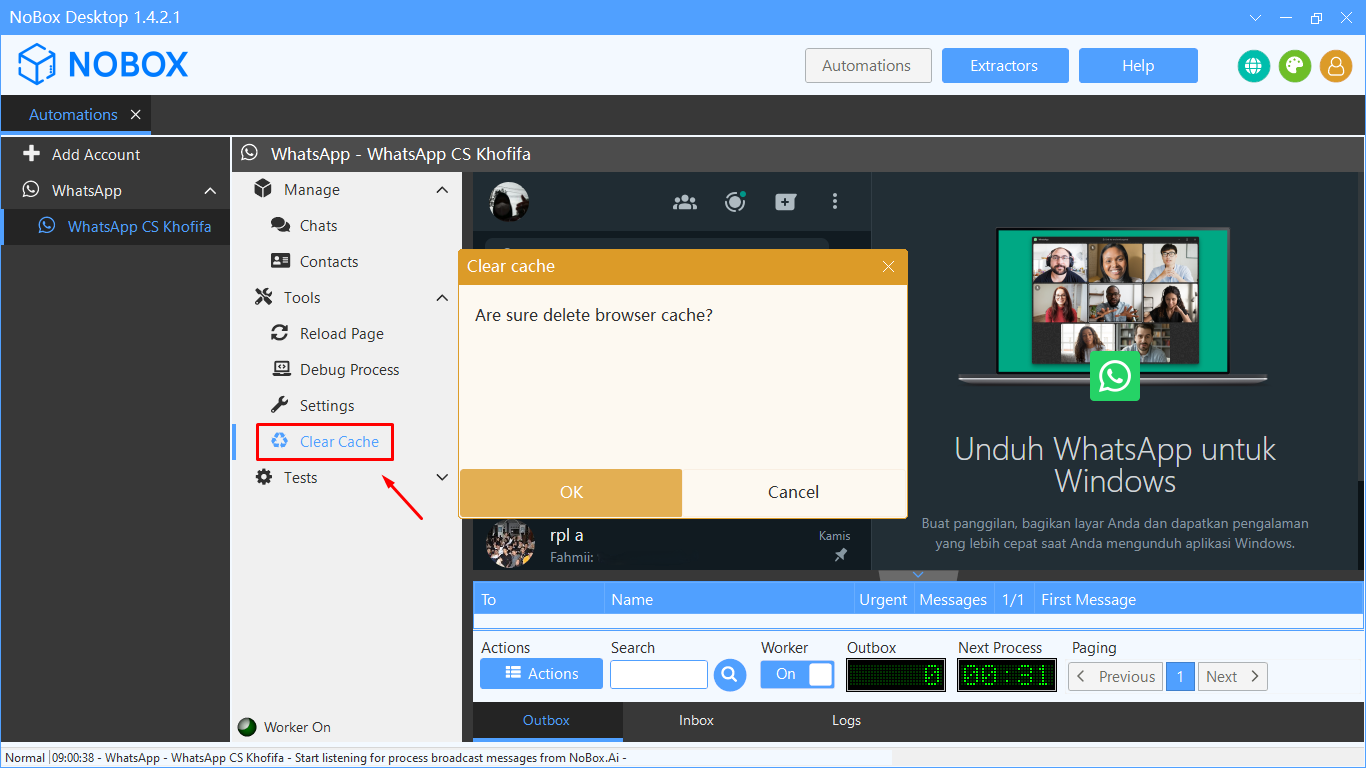 NoBox Desktop 1.4.2.1
NOBOX
Automations
Extractors
Help
Automations
Add Account
WhatsApp
WhatsApp CS Khofifa
WhatsApp - WhatsApp CS Khofifa
Manage
Chats
Contacts
Tools
Reload Page
Debug Process
Settings
Clear Cache
Tests
Worker On
Clear cache
Are sure delete browser cache?
OK
Cancel
rpl a
Kamis
Fahmii:
Unduh WhatsApp untuk
Windows
Buat panggilan, bagikan layar Anda dan dapatkan pengalaman
yang lebih cepat saat Anda mengunduh aplikasi Windows.
To
Name
Urgent
Messages
1/1
First Message
Actions
Search
Worker
Outbox
Next Process
Paging
Actions
On
0
00:31
Previous
1
Next
Outbox
Inbox
Logs
Normal
09:00:38 - WhatsApp - WhatsApp CS Khofifa - Start listening for process broadcast messages from NoBox.Ai -